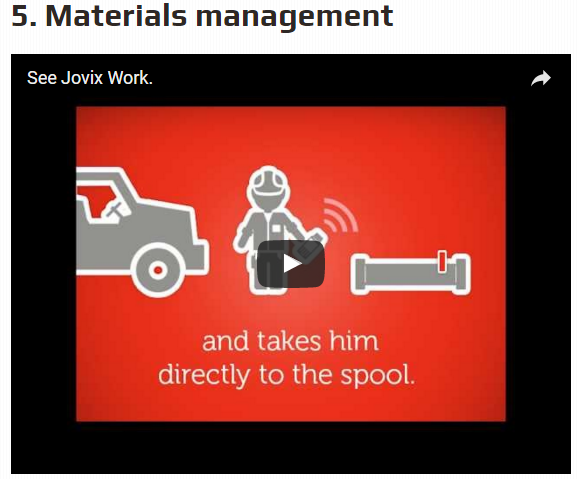 5. Materials management
See Jovix Work.
and takes him
directly to the spool.